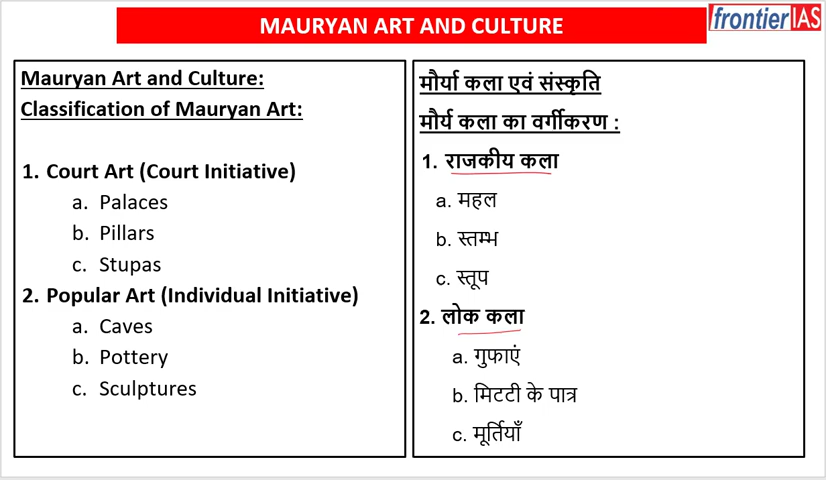 MAURYAN ART AND CULTURE
frontier IAS
Mauryan Art and Culture:
Classification of Mauryan Art:
1. Court Art (Court Initiative)
a. Palaces
b. Pillars
c. Stupas
2. Popular Art (Individual Initiative)
a. Caves
b. Pottery
c. Sculptures
मौर्या कला एवं संस्कृति
मौर्य कला का वर्गीकरण :
1. राजकीय कला
a. महल
b. स्तम्भ
c. स्तूप
2. लोक कला
a. गुफाएं
b. मिटटी के पात्र
c. मूर्तियाँ